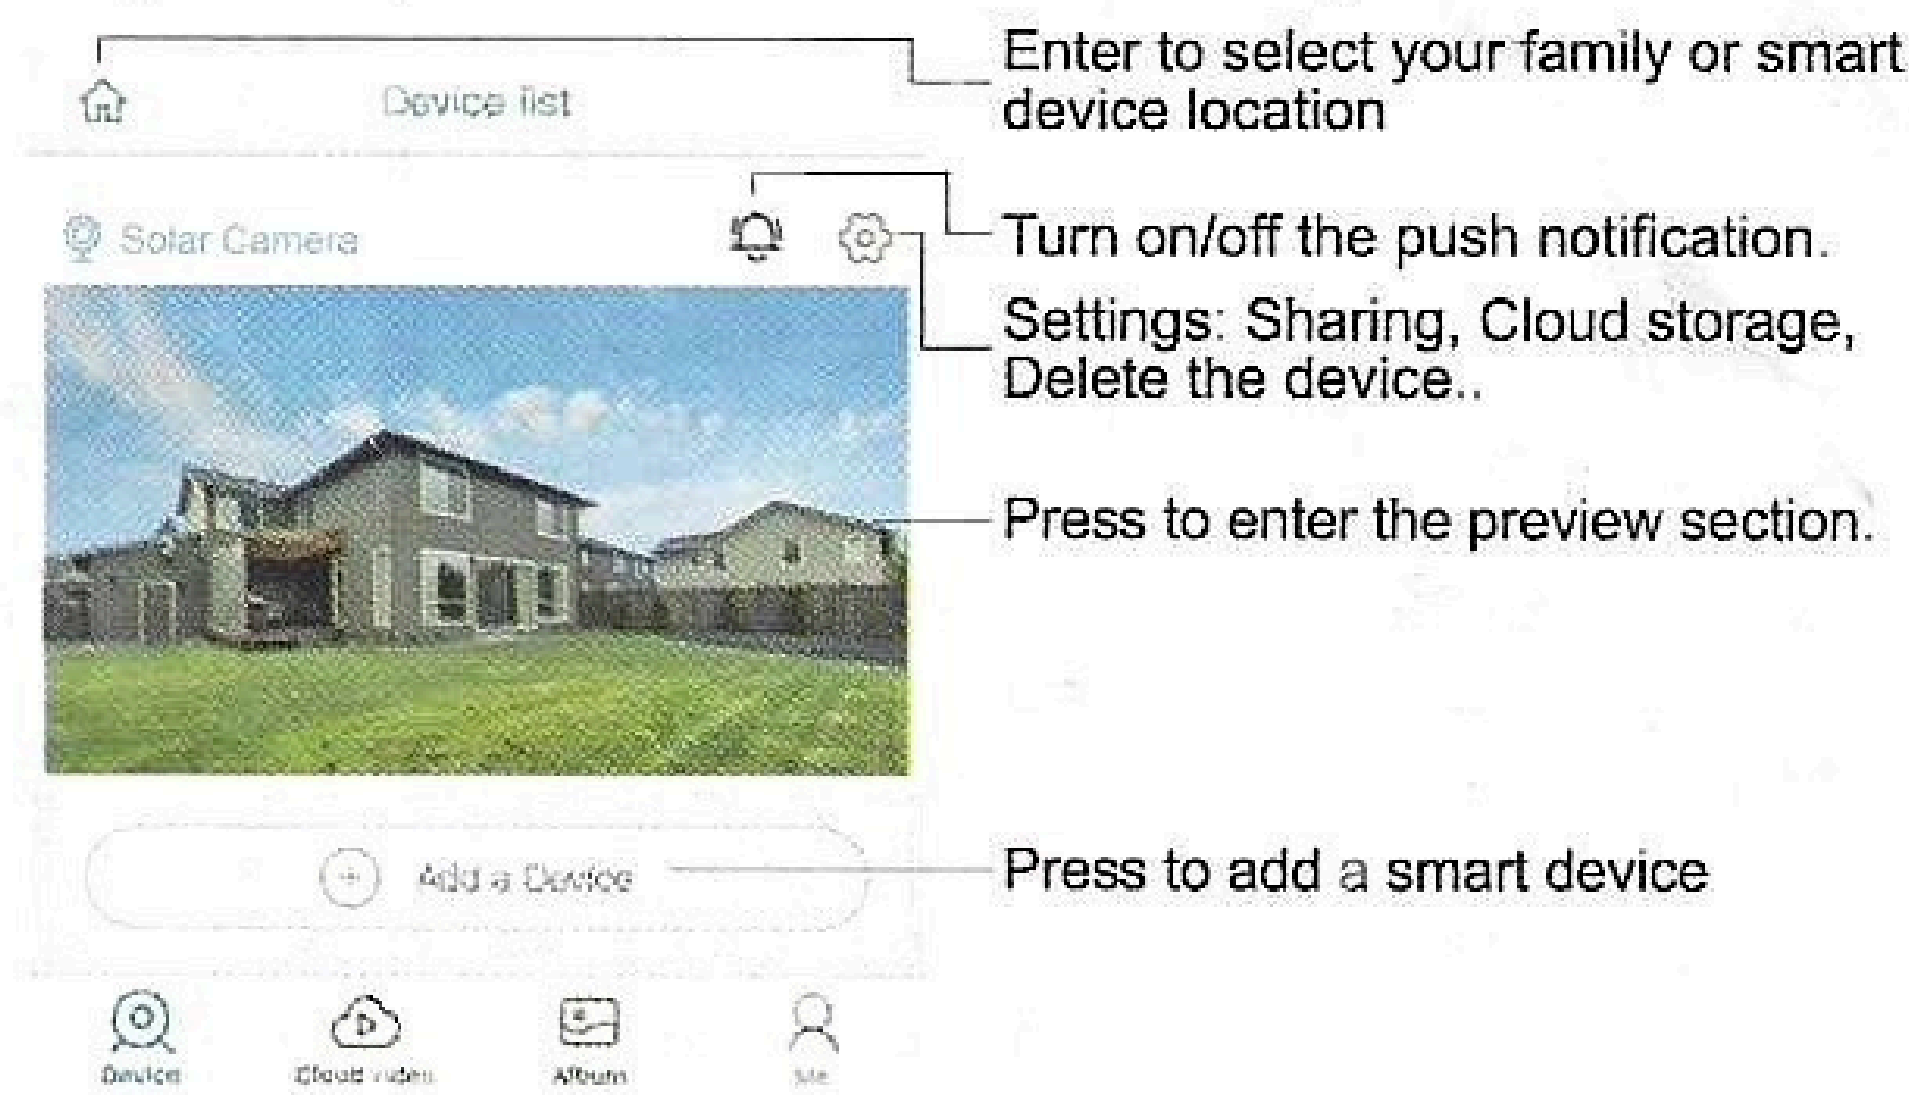 Enter to select your family or smart
device location
Device list
Turn on/off the push notification.
Solar Camera
Settings: Sharing, Cloud storage,
Delete the device..
Press to enter the preview section.
Add a Device
Press to add a smart device
Device
Cloud video
Album
Me